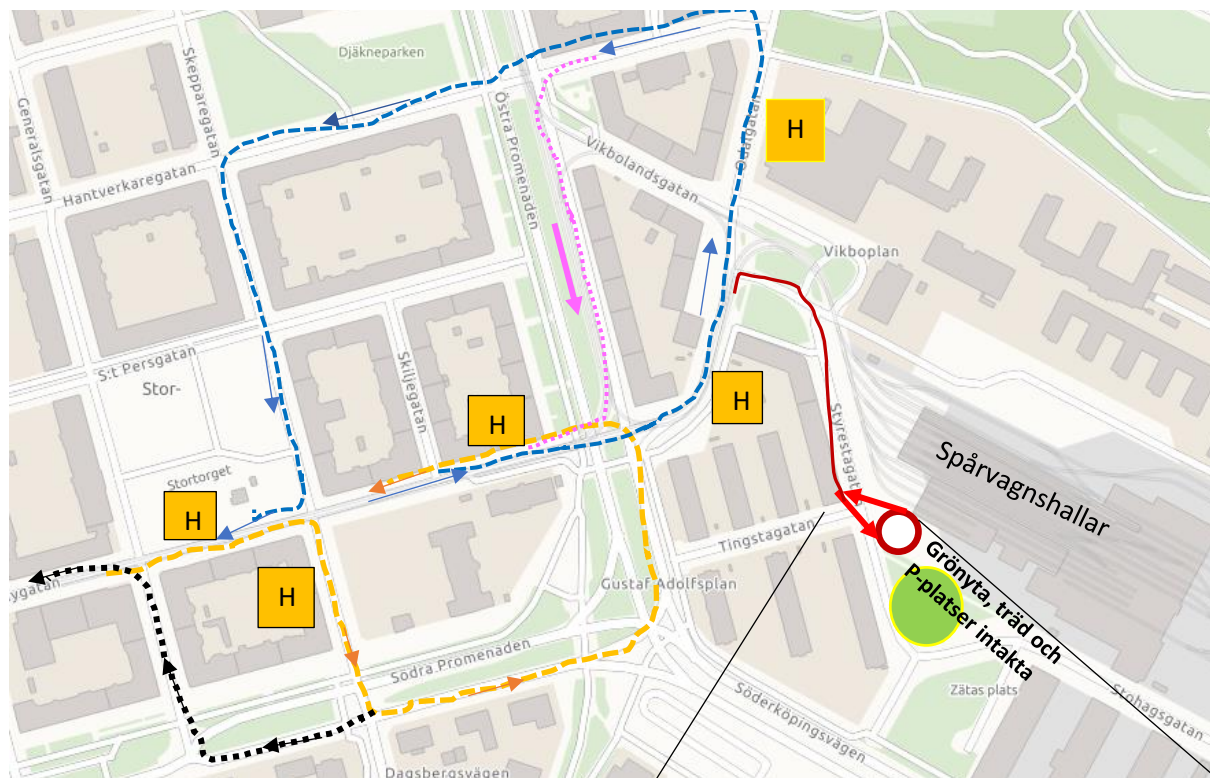 Djäkneparken
Skepparegatan
Generalsgatan
Hantverkaregatan
Östra Promenaden
Odalgatan
H
Vikbolandsgatan
Vikboplan
S:t Persgatan
Stor-
Skiljegatan
H
H
Styrestagatan
Stortorget
H
Spårvagnshallar
Tingstagatan
Grönyta, träd och
P-platser intakta
H
Gustaf Adolfsplan
ygatan
Södra Promenaden
Zätas plats
Stohagsgatan
Söderköpingsvägen
Dagsbergsvägen